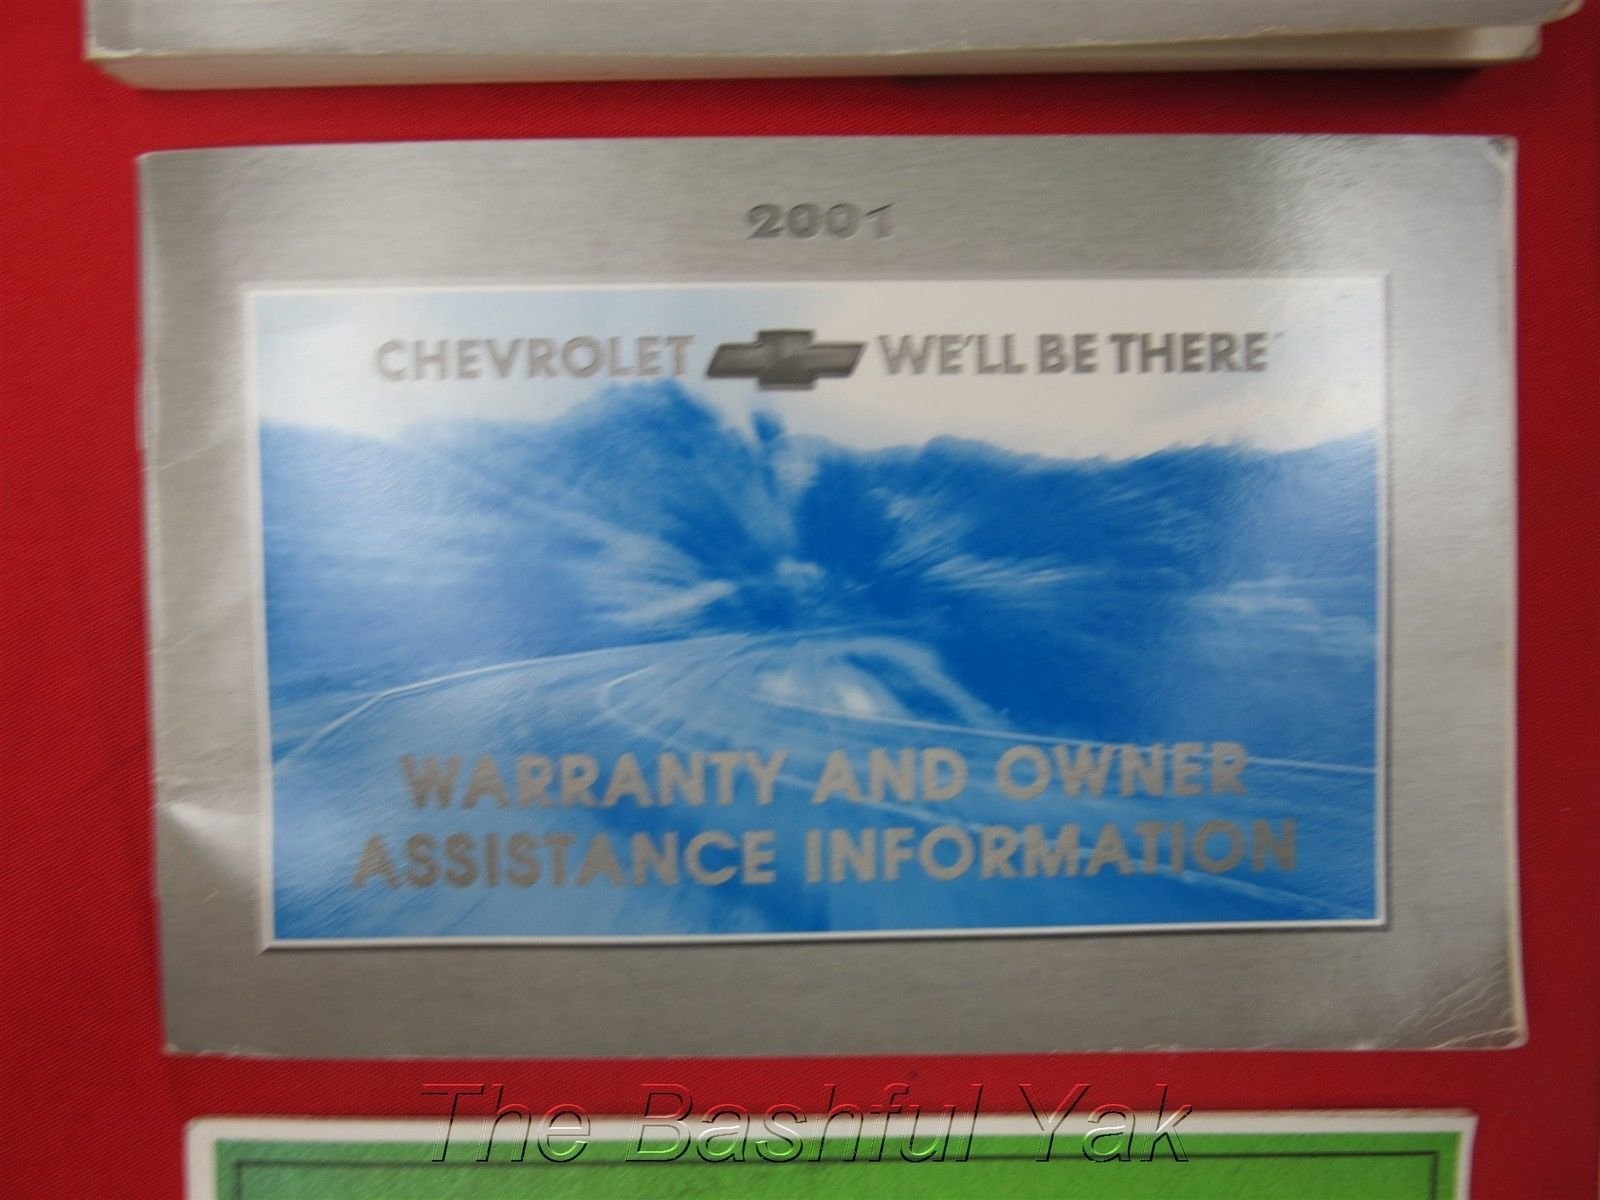 2001
CHEVROLET WE'LL BE THERE
WARRANTY AND OWNER
ASSISTANCE INFORMATION
The Bashful Yak